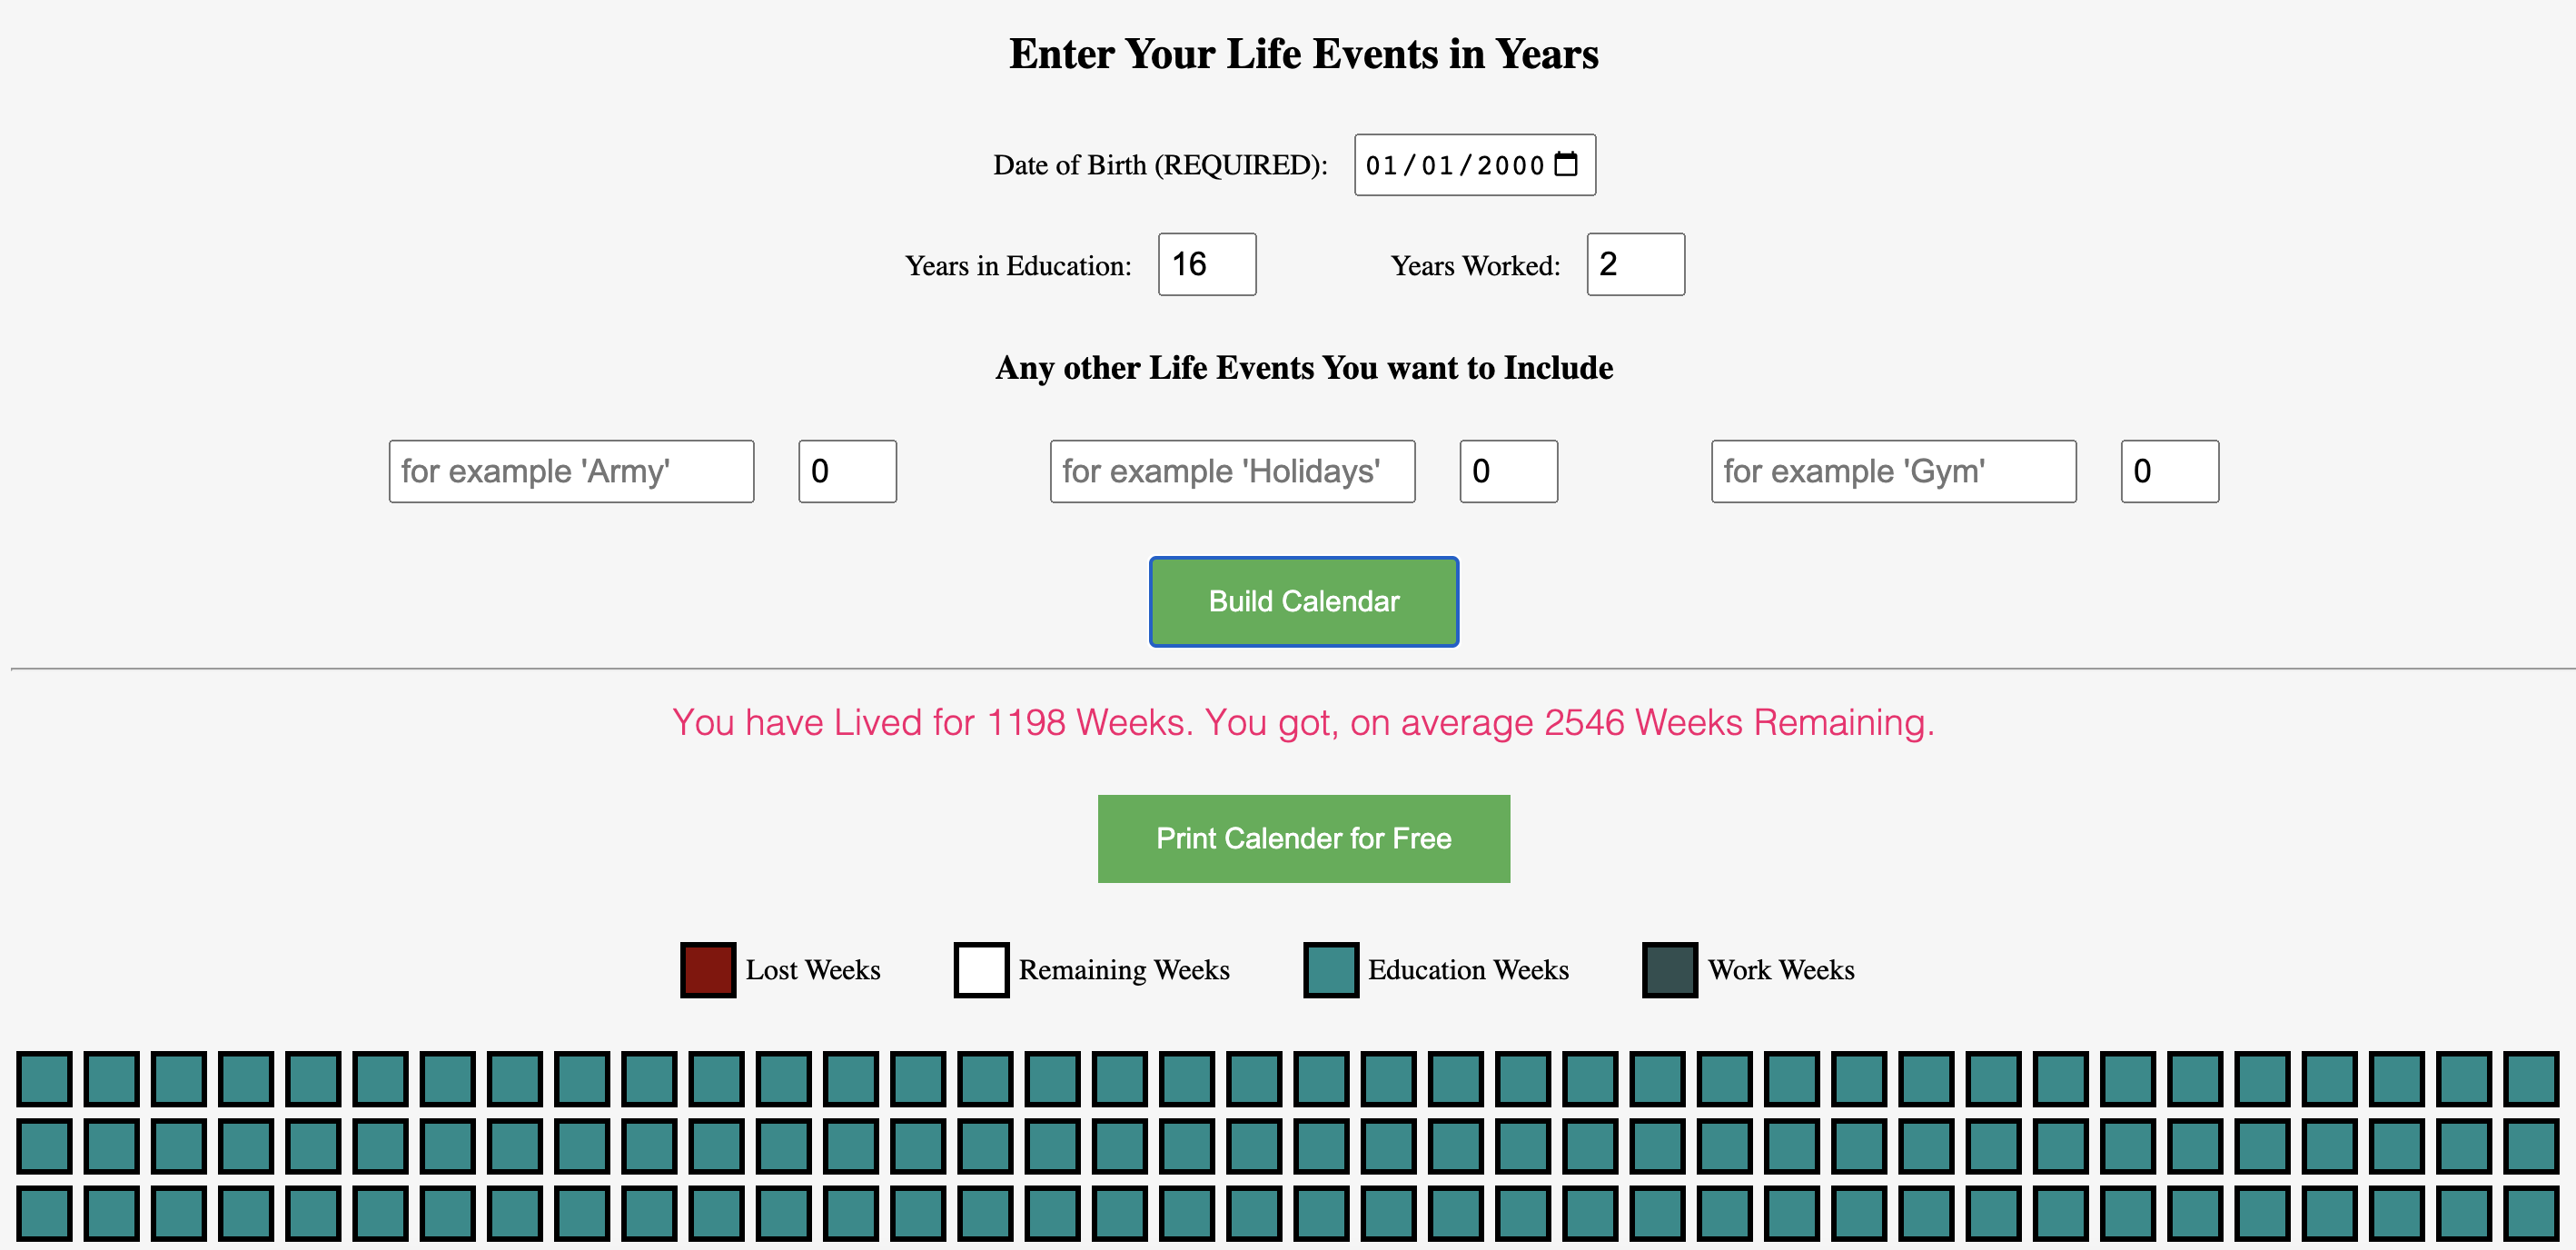 Enter Your Life Events in Years
Date of Birth (REQUIRED): 01/01/2000
Years in Education: 16 Years Worked: 2
Any other Life Events You want to Include
for example 'Army' 0 for example 'Holidays' 0 for example 'Gym' 0
Build Calendar
You have Lived for 1198 Weeks. You got, on average 2546 Weeks Remaining.
Print Calender for Free
Lost Weeks Remaining Weeks Education Weeks Work Weeks